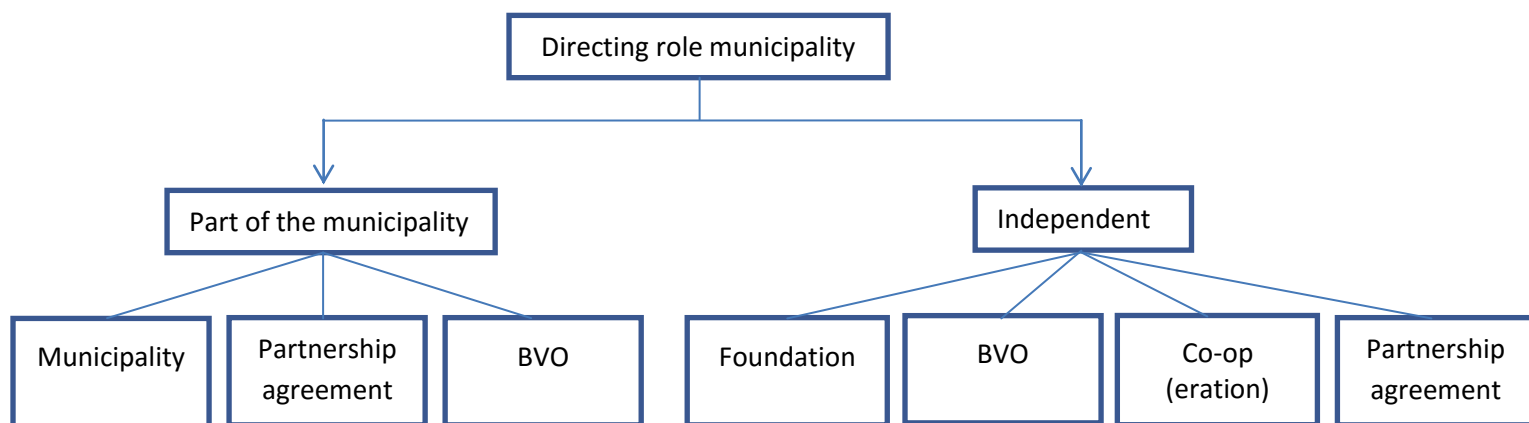 Directing role municipality
Part of the municipality
Independent
Municipality
Partnership
agreement
BVO
Foundation
BVO
Co-op
(eration)
Partnership
agreement